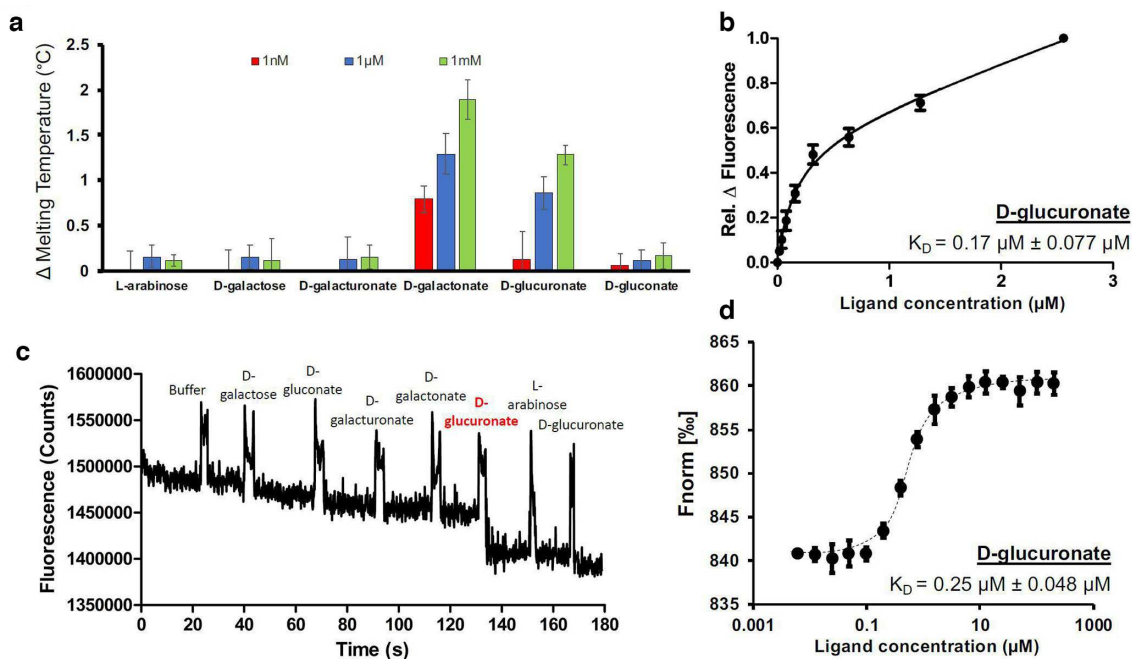 a
1nM 1µM 1mM
Δ Melting Temperature (°C)
2.5
2
1.5
1
0.5
0
L-arabinose D-galactose D-galacturonate D-galactonate D-glucuronate D-gluconate
b
Rel. Δ Fluorescence
1.0
0.8
0.6
0.4
0.2
0.0
0 1 2 3
Ligand concentration (µM)
D-glucuronate
KD = 0.17 µM ± 0.077 µM
c
Fluorescence (Counts)
1600000
1550000
1500000
1450000
1400000
1350000
0 20 40 60 80 100 120 140 160 180
Time (s)
Buffer
D-
galactose
D-
gluconate
D-
galacturonate
D-
galactonate
D-
glucuronate
L-
arabinose
D-glucuronate
d
Fnorm [‰]
865
860
855
850
845
840
835
0.001 0.1 10 1000
Ligand concentration (µM)
D-glucuronate
KD = 0.25 µM ± 0.048 µM